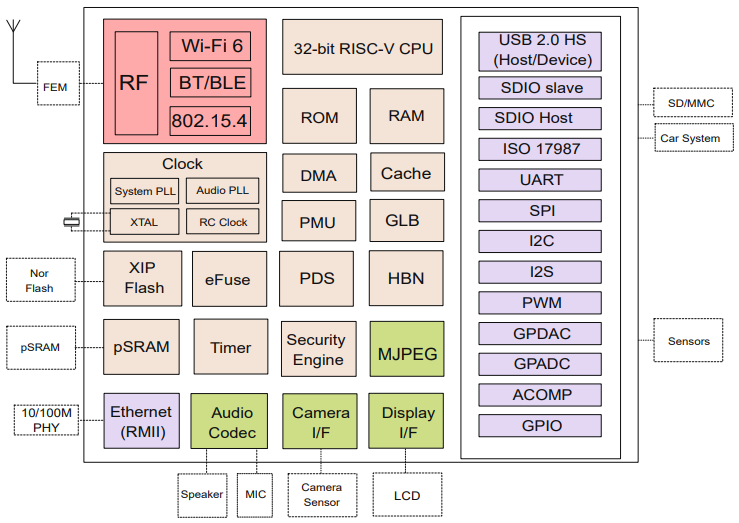 FEM
RF
Wi-Fi 6
BT/BLE
802.15.4
32-bit RISC-V CPU
ROM
RAM
Clock
System PLL
Audio PLL
XTAL
RC Clock
DMA
Cache
PMU
GLB
Nor
Flash
XIP
Flash
eFuse
PDS
HBN
pSRAM
pSRAM
Timer
Security
Engine
MJPEG
10/100M
PHY
Ethernet
(RMII)
Audio
Codec
Camera
I/F
Display
I/F
Speaker
MIC
Camera
Sensor
LCD
USB 2.0 HS
(Host/Device)
SDIO slave
SDIO Host
ISO 17987
UART
SPI
I2C
I2S
PWM
GPDAC
GPADC
ACOMP
GPIO
SD/MMC
Car System
Sensors